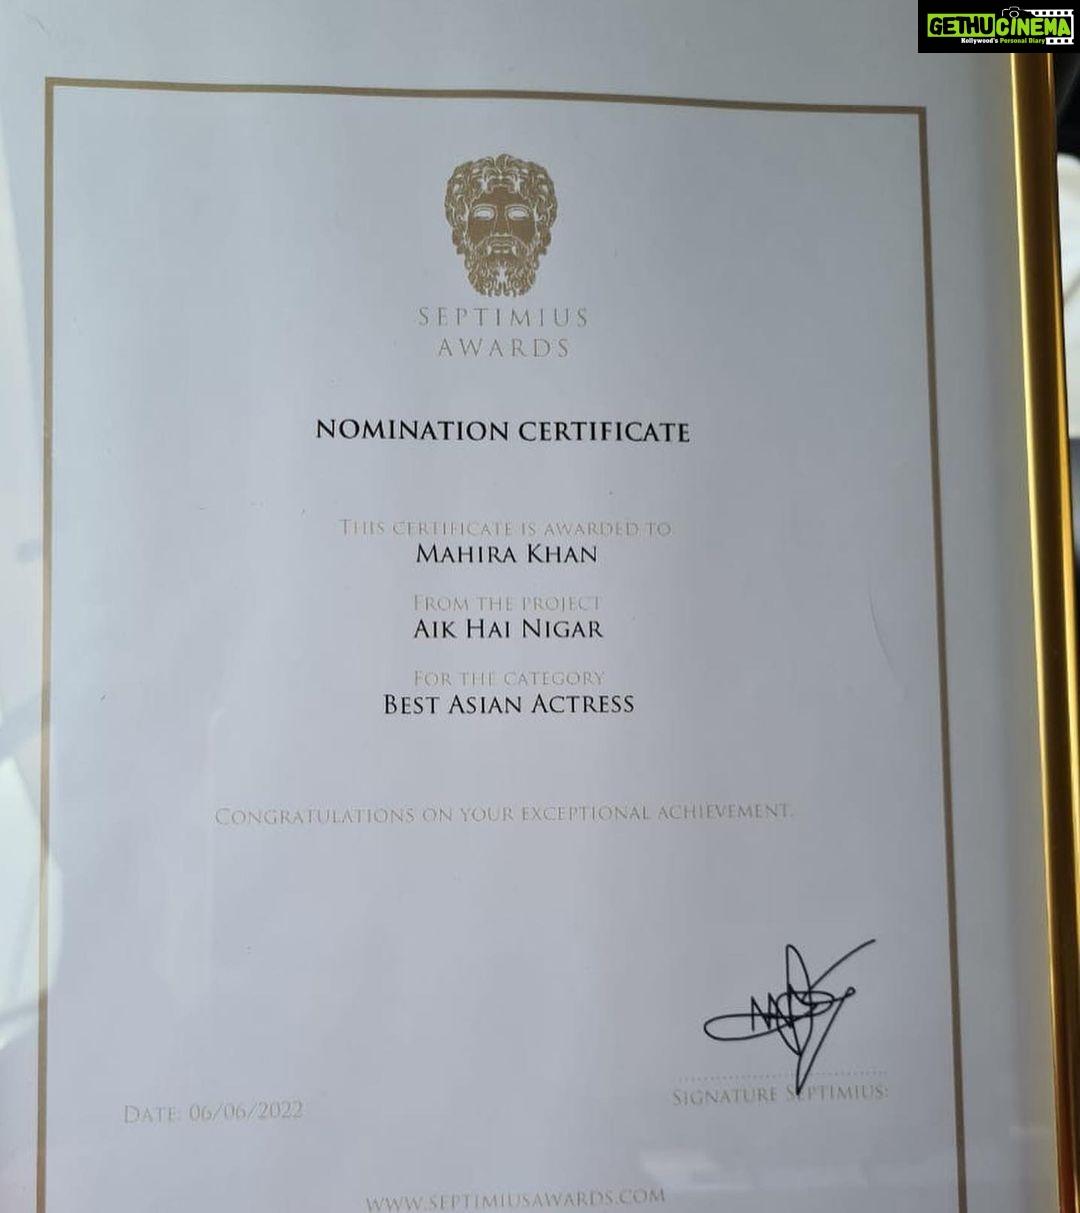 GETHUCINEMA
Kollywood's Personal Diary
SEPTIMIUS
AWARDS
NOMINATION CERTIFICATE
THIS CERTIFICATE IS AWARDED TO
MAHIRA KHAN
FROM THE PROJECT
AIK HAI NIGAR
FOR THE CATEGORY
BEST ASIAN ACTRESS
CONGRATULATIONS ON YOUR EXCEPTIONAL ACHIEVEMENT.
SIGNATURE SEPTIMIUS:
DATE: 06/06/2022
WWW.SEPTIMIUSAWARDS.COM